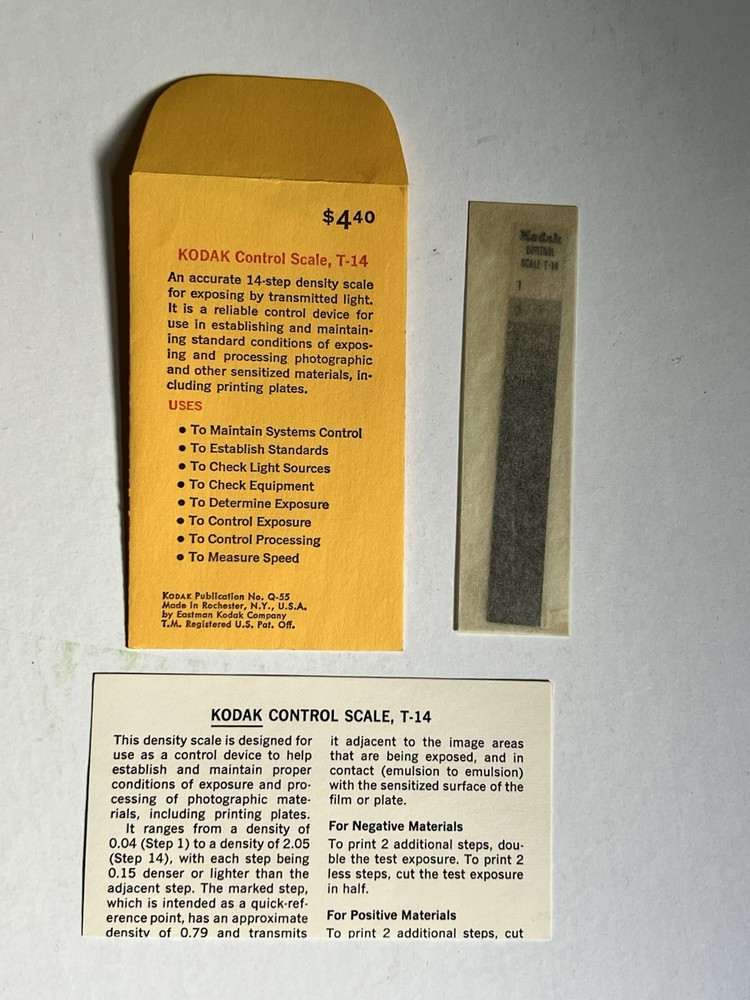 $4.40
KODAK Control Scale, T-14
An accurate 14-step density scale
for exposing by transmitted light.
It is a reliable control device for
use in establishing and maintain-
ing standard conditions of expos-
ing and processing photographic
and other sensitized materials, in-
cluding printing plates.
USES
● To Maintain Systems Control
● To Establish Standards
● To Check Light Sources
● To Check Equipment
● To Determine Exposure
● To Control Exposure
● To Control Processing
● To Measure Speed
KODAK Publication No. Q-55
Made in Rochester, N.Y., U.S.A.
by Eastman Kodak Company
T.M. Registered U.S. Pat. Off.
Kodak
CONTROL
SCALE T-14
1
KODAK CONTROL SCALE, T-14
This density scale is designed for
use as a control device to help
establish and maintain proper
conditions of exposure and pro-
cessing of photographic mate-
rials, including printing plates.
It ranges from a density of
0.04 (Step 1) to a density of 2.05
(Step 14), with each step being
0.15 denser or lighter than the
adjacent step. The marked step,
which is intended as a quick-ref-
erence point, has an approximate
density of 0.79 and transmits
it adjacent to the image areas
that are being exposed, and in
contact (emulsion to emulsion)
with the sensitized surface of the
film or plate.
For Negative Materials
To print 2 additional steps, dou-
ble the test exposure. To print 2
less steps, cut the test exposure
in half.
For Positive Materials
To print 2 additional steps, cut